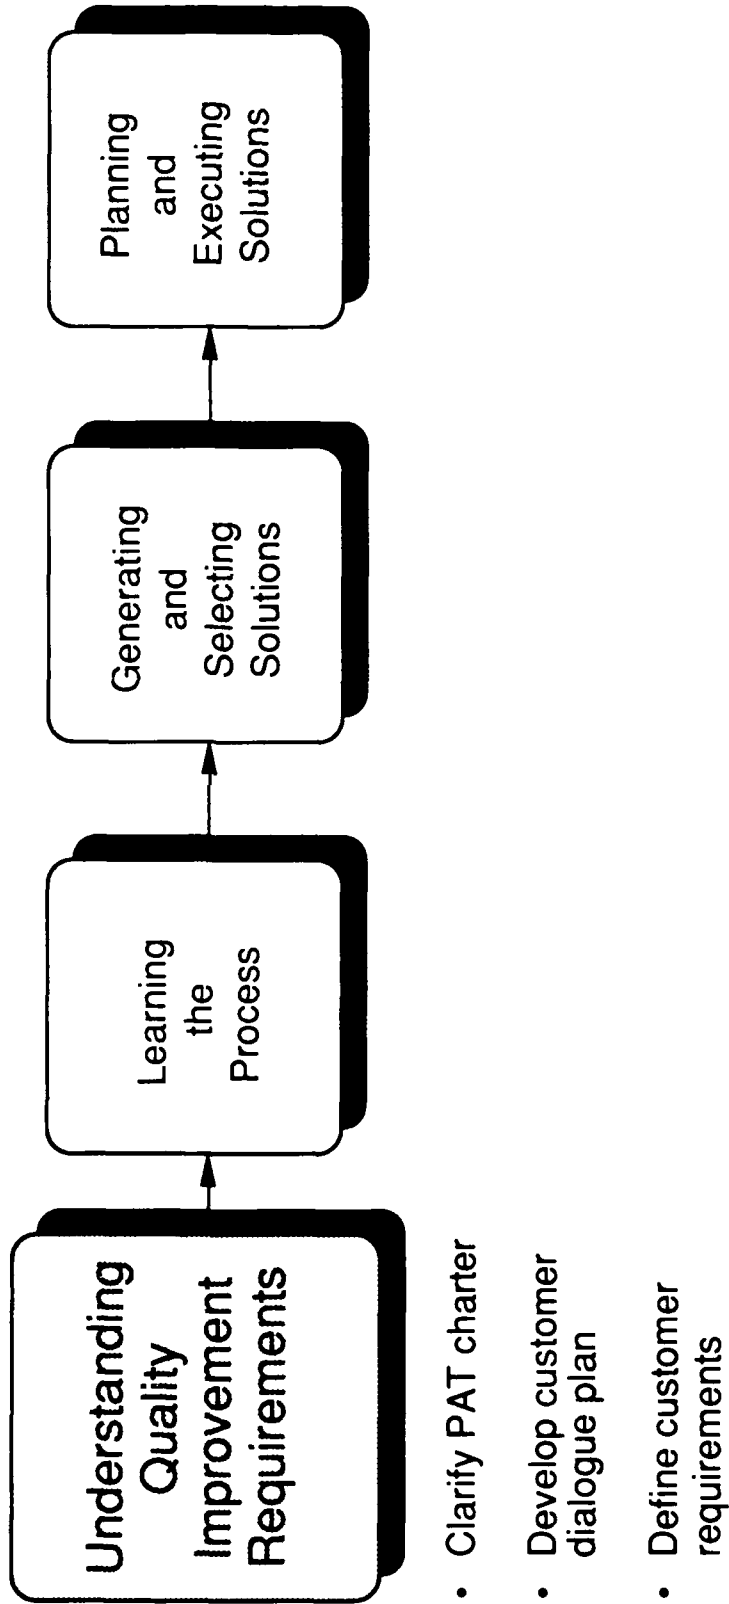 Understanding
Quality
Improvement
Requirements
Learning
the
Process
Generating
and
Selecting
Solutions
Planning
and
Executing
Solutions
• Clarify PAT charter
• Develop customer
dialogue plan
• Define customer
requirements